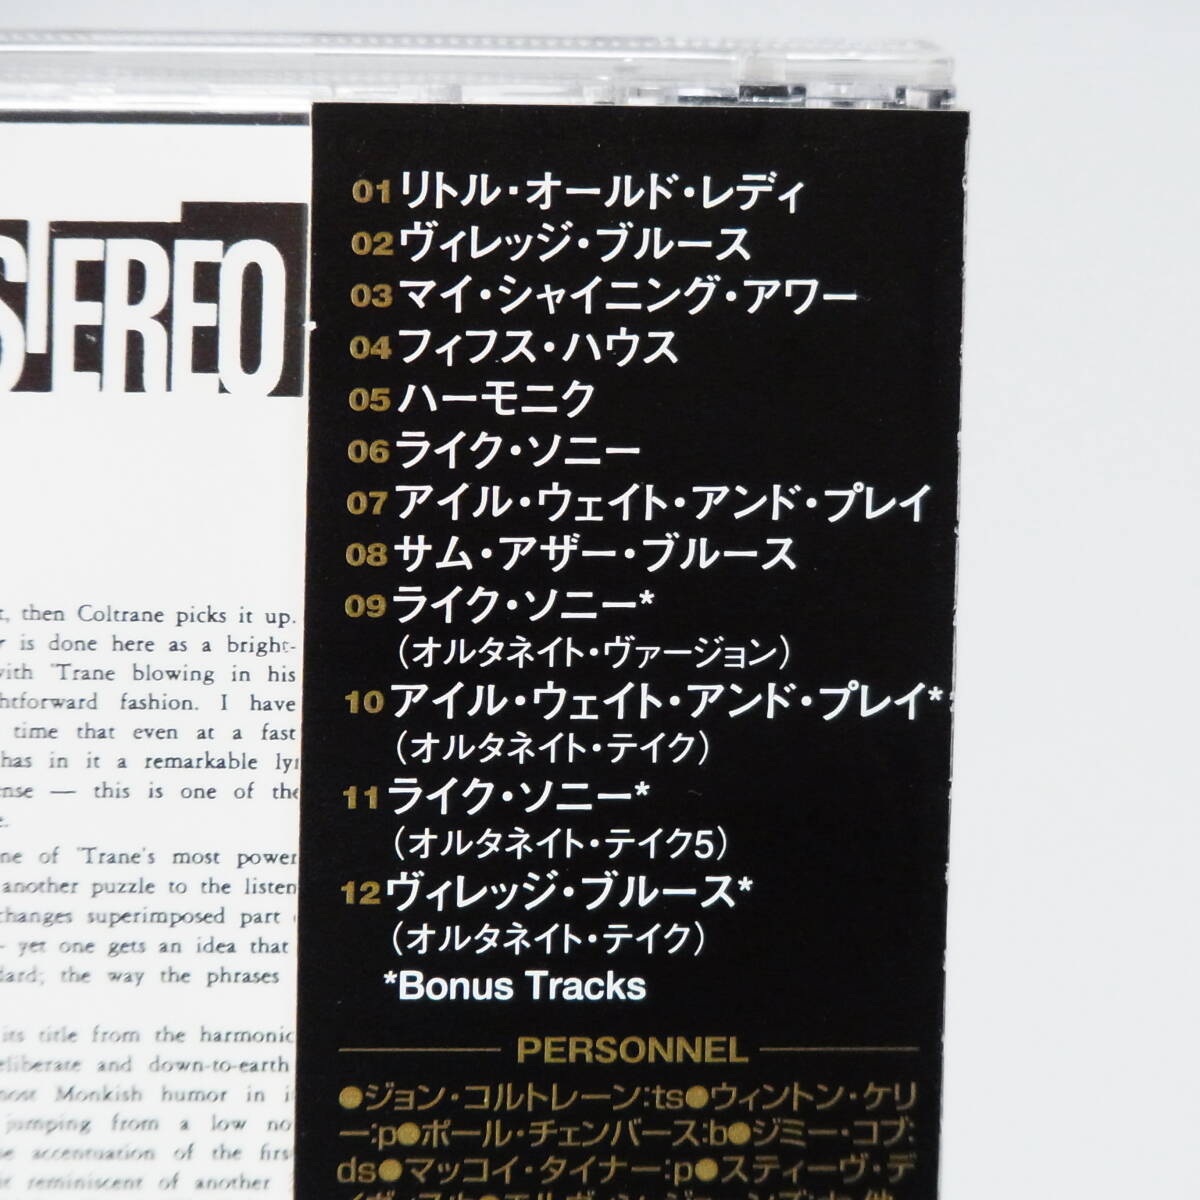 STEREO
t, then Coltrane picks it up.
is done here as a bright-
with 'Trane blowing in his
htforward fashion. I have
time that even at a fast
has in it a remarkable
— this is one of the
ne of 'Trane's most power
another puzzle to the listen
changes superimposed part
- yet one gets an idea that
dard; the way the phrases
its title from the harmonic
eliberate and down-to-earth
most Monkish humor in
jumping from a low no
accentuation of the firs
reminiscent of another
01 リトル・オールド・レディ
02 ヴィレッジ・ブルース
03 マイ・シャイニング・アワー
04 フィフス・ハウス
05 ハーモニク
06 ライク・ソニー
07 アイル・ウェイト・アンド・プレイ
08 サム・アザー・ブルース
09 ライク・ソニー*
(オルタネイト・ヴァージョン)
10 アイル・ウェイト・アンド・プレイ*
(オルタネイト・テイク)
11 ライク・ソニー*
(オルタネイト・テイク5)
12 ヴィレッジ・ブルース*
(オルタネイト・テイク)
*Bonus Tracks
PERSONNEL
●ジョン・コルトレーン:ts●ウィントン・ケリ
ー:p●ポール・チェンバース:b●ジミー・コブ:
ds●マッコイ・タイナー:p●スティーヴ・デ